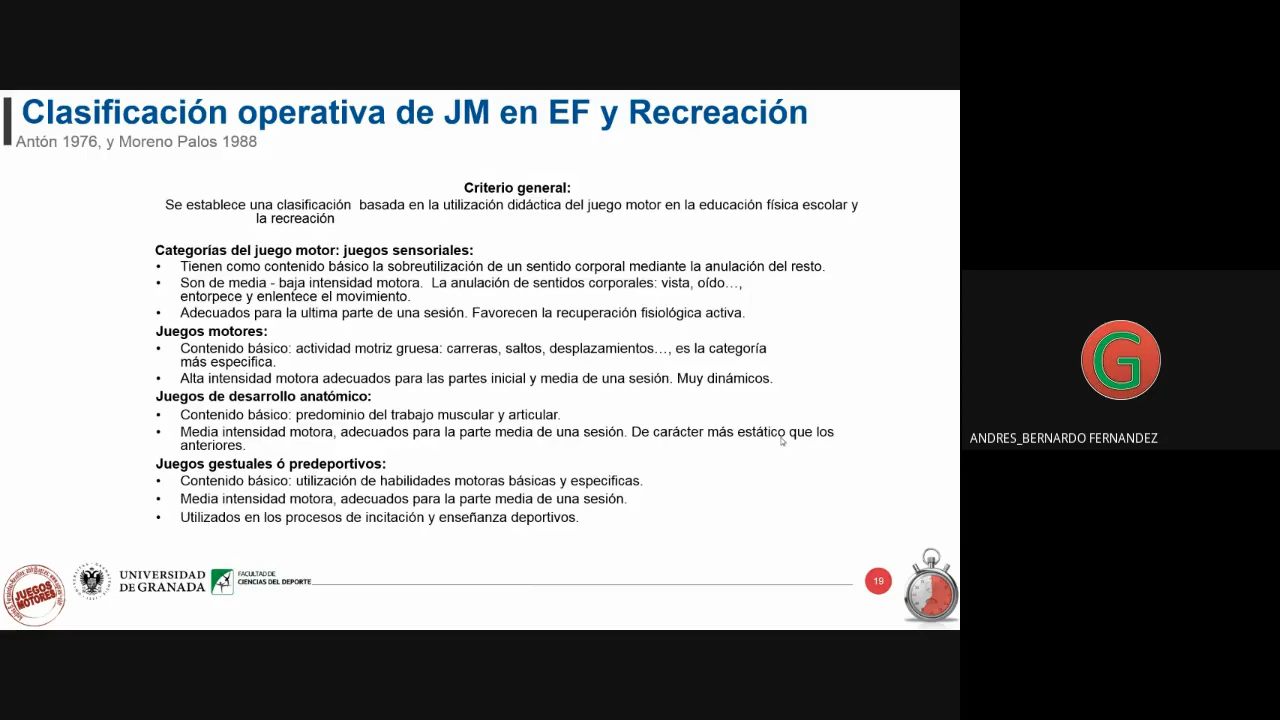 Clasificación operativa de JM en EF y Recreación
Antón 1976, y Moreno Palos 1988
Criterio general:
Se establece una clasificación basada en la utilización didáctica del juego motor en la educación física escolar y
la recreación
Categorías del juego motor: juegos sensoriales:
• Tienen como contenido básico la sobreutilización de un sentido corporal mediante la anulación del resto.
• Son de media - baja intensidad motora. La anulación de sentidos corporales: vista, oído…,
entorpece y enlentece el movimiento.
• Adecuados para la ultima parte de una sesión. Favorecen la recuperación fisiológica activa.
Juegos motores:
• Contenido básico: actividad motriz gruesa: carreras, saltos, desplazamientos…, es la categoría
más especifica.
• Alta intensidad motora adecuados para las partes inicial y media de una sesión. Muy dinámicos.
Juegos de desarrollo anatómico:
• Contenido básico: predominio del trabajo muscular y articular.
• Media intensidad motora, adecuados para la parte media de una sesión. De carácter más estático que los
anteriores.
Juegos gestuales ó predeportivos:
• Contenido básico: utilización de habilidades motoras básicas y especificas.
• Media intensidad motora, adecuados para la parte media de una sesión.
• Utilizados en los procesos de incitación y enseñanza deportivos.
JUEGOS
MOTORES
UNIVERSIDAD
DE GRANADA
FACULTAD DE
CIENCIAS DEL DEPORTE
19
G
ANDRES_BERNARDO FERNANDEZ